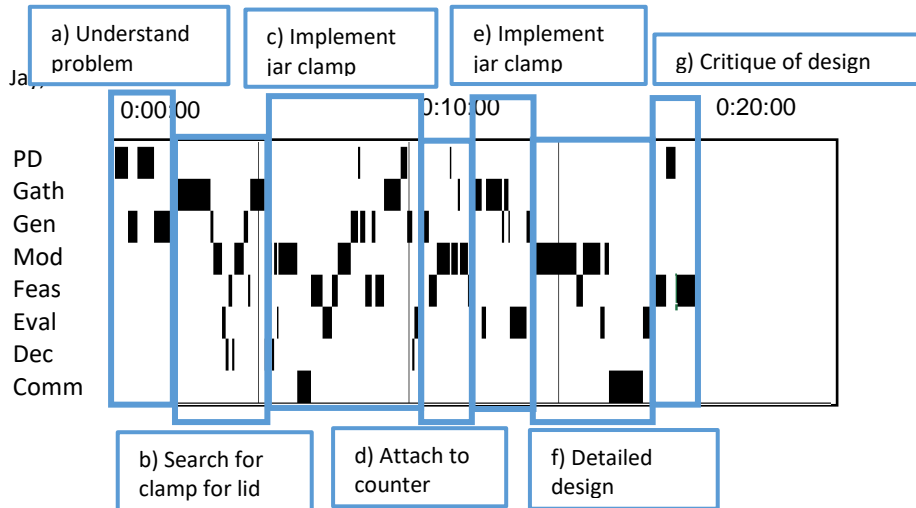 a) Understand
problem
c) Implement
jar clamp
e) Implement
jar clamp
g) Critique of design
0:00:00
0:10:00
0:20:00
PD
Gath
Gen
Mod
Feas
Eval
Dec
Comm
b) Search for
clamp for lid
d) Attach to
counter
f) Detailed
design